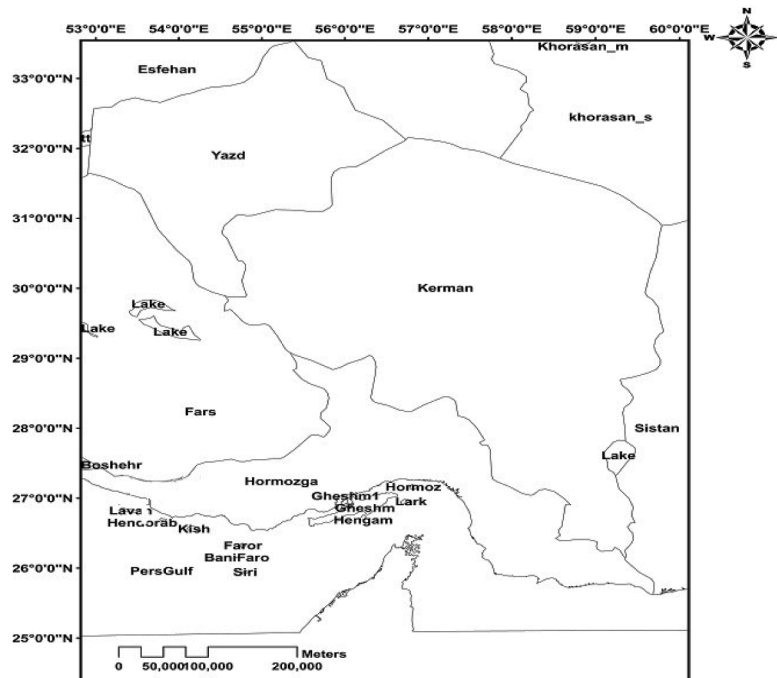 53°0'0"E 54°0'0"E 55°0'0"E 56°0'0"E 57°0'0"E 58°0'0"E 59°0'0"E 60°0'0"E
N
W E
S
33°0'0"N
32°0'0"N
31°0'0"N
30°0'0"N
29°0'0"N
28°0'0"N
27°0'0"N
26°0'0"N
25°0'0"N
Khorasan_m
Esfehan
khorasan_s
tt
Yazd
Kerman
Lake
Lake
Lake
Fars
Sistan
Lake
Boshehr
Hormozga
Hormoz
Gheshm1
Lark
Lavan
Gheshm
Hendorab
Hengam
Kish
Faror
BaniFaro
PersGulf
Siri
Meters
0 50,000 100,000 200,000